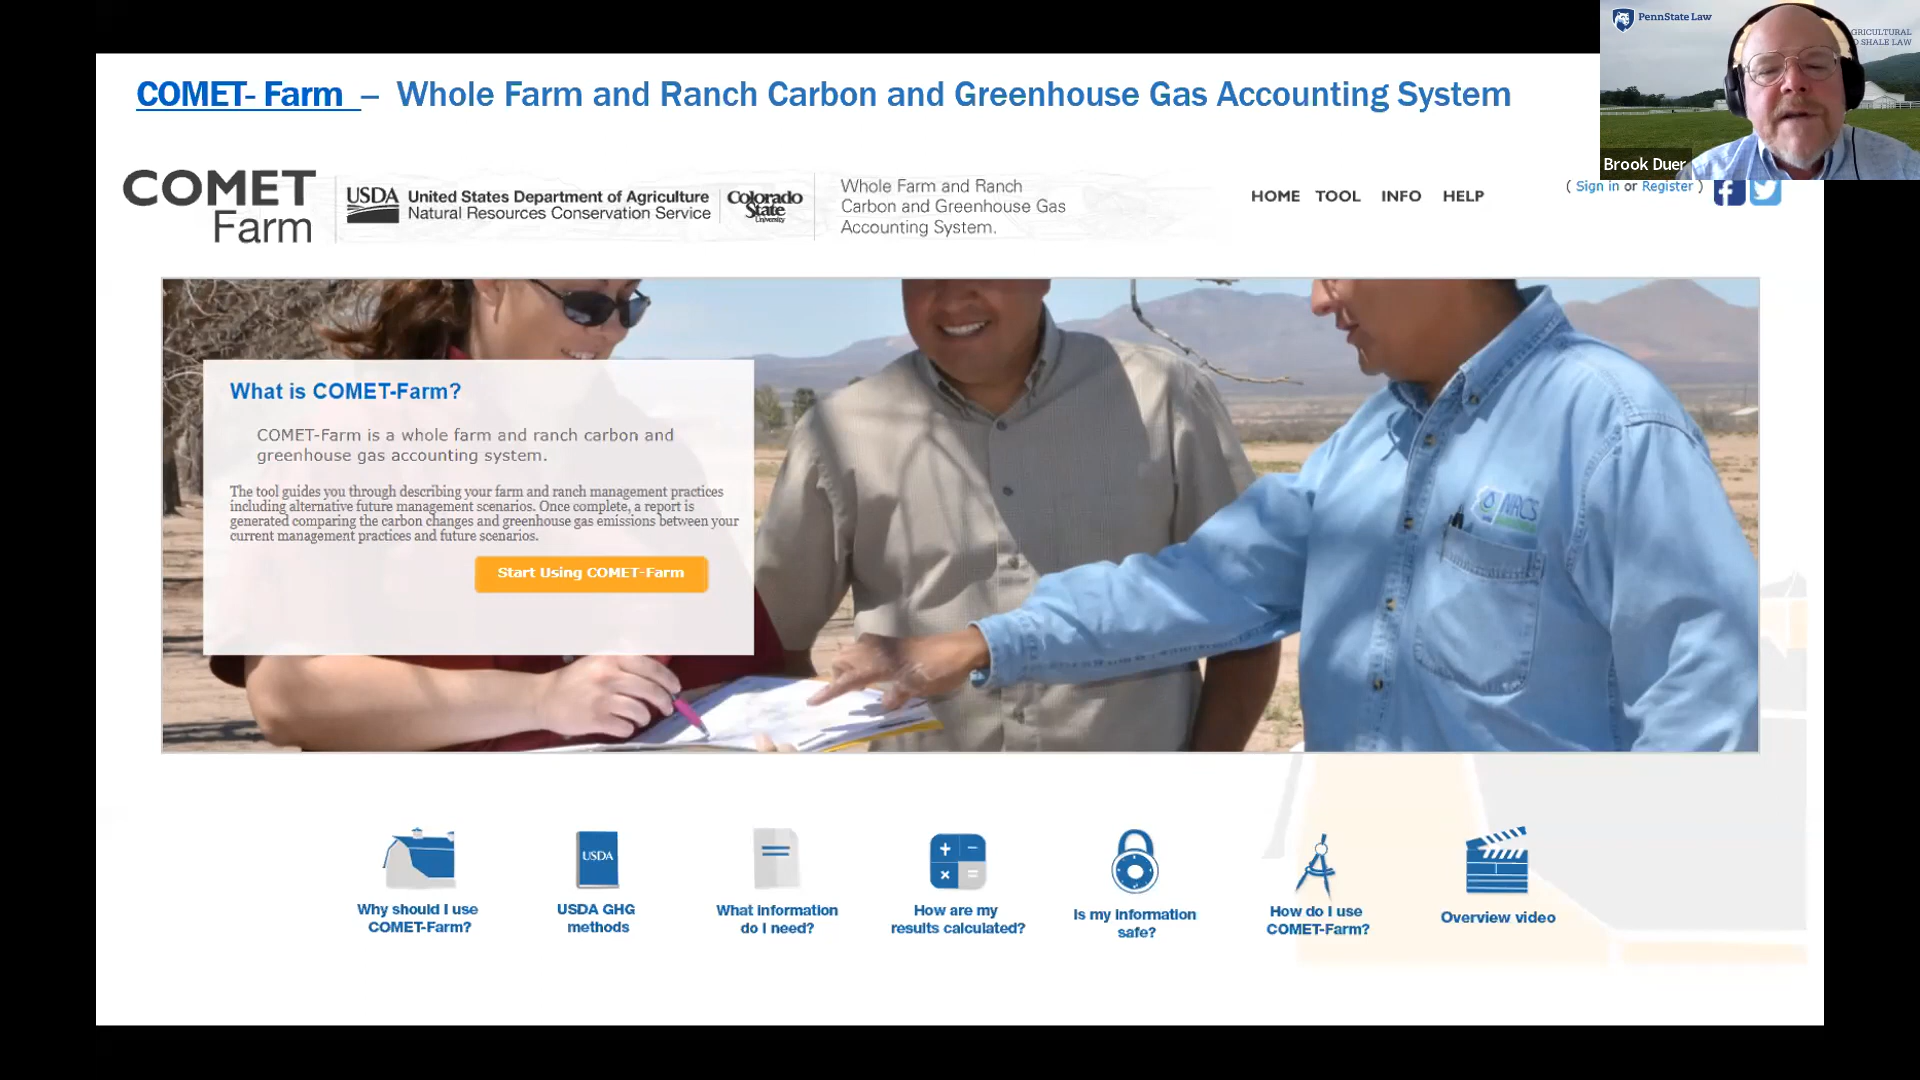 PennState Law
AGRICULTURAL
SHALE LAW
Brook Duer
COMET- Farm – Whole Farm and Ranch Carbon and Greenhouse Gas Accounting System
COMET
Farm
USDA
United States Department of Agriculture
Natural Resources Conservation Service
Colorado
State
University
Whole Farm and Ranch
Carbon and Greenhouse Gas
Accounting System.
HOME TOOL INFO HELP
( Sign in or Register )
What is COMET-Farm?
COMET-Farm is a whole farm and ranch carbon and
greenhouse gas accounting system.
The tool guides you through describing your farm and ranch management practices
including alternative future management scenarios. Once complete, a report is
generated comparing the carbon changes and greenhouse gas emissions between your
current management practices and future scenarios.
Start Using COMET-Farm
NRCS
Why should I use
COMET-Farm?
USDA
USDA GHG
methods
What information
do I need?
How are my
results calculated?
Is my information
safe?
How do I use
COMET-Farm?
Overview video